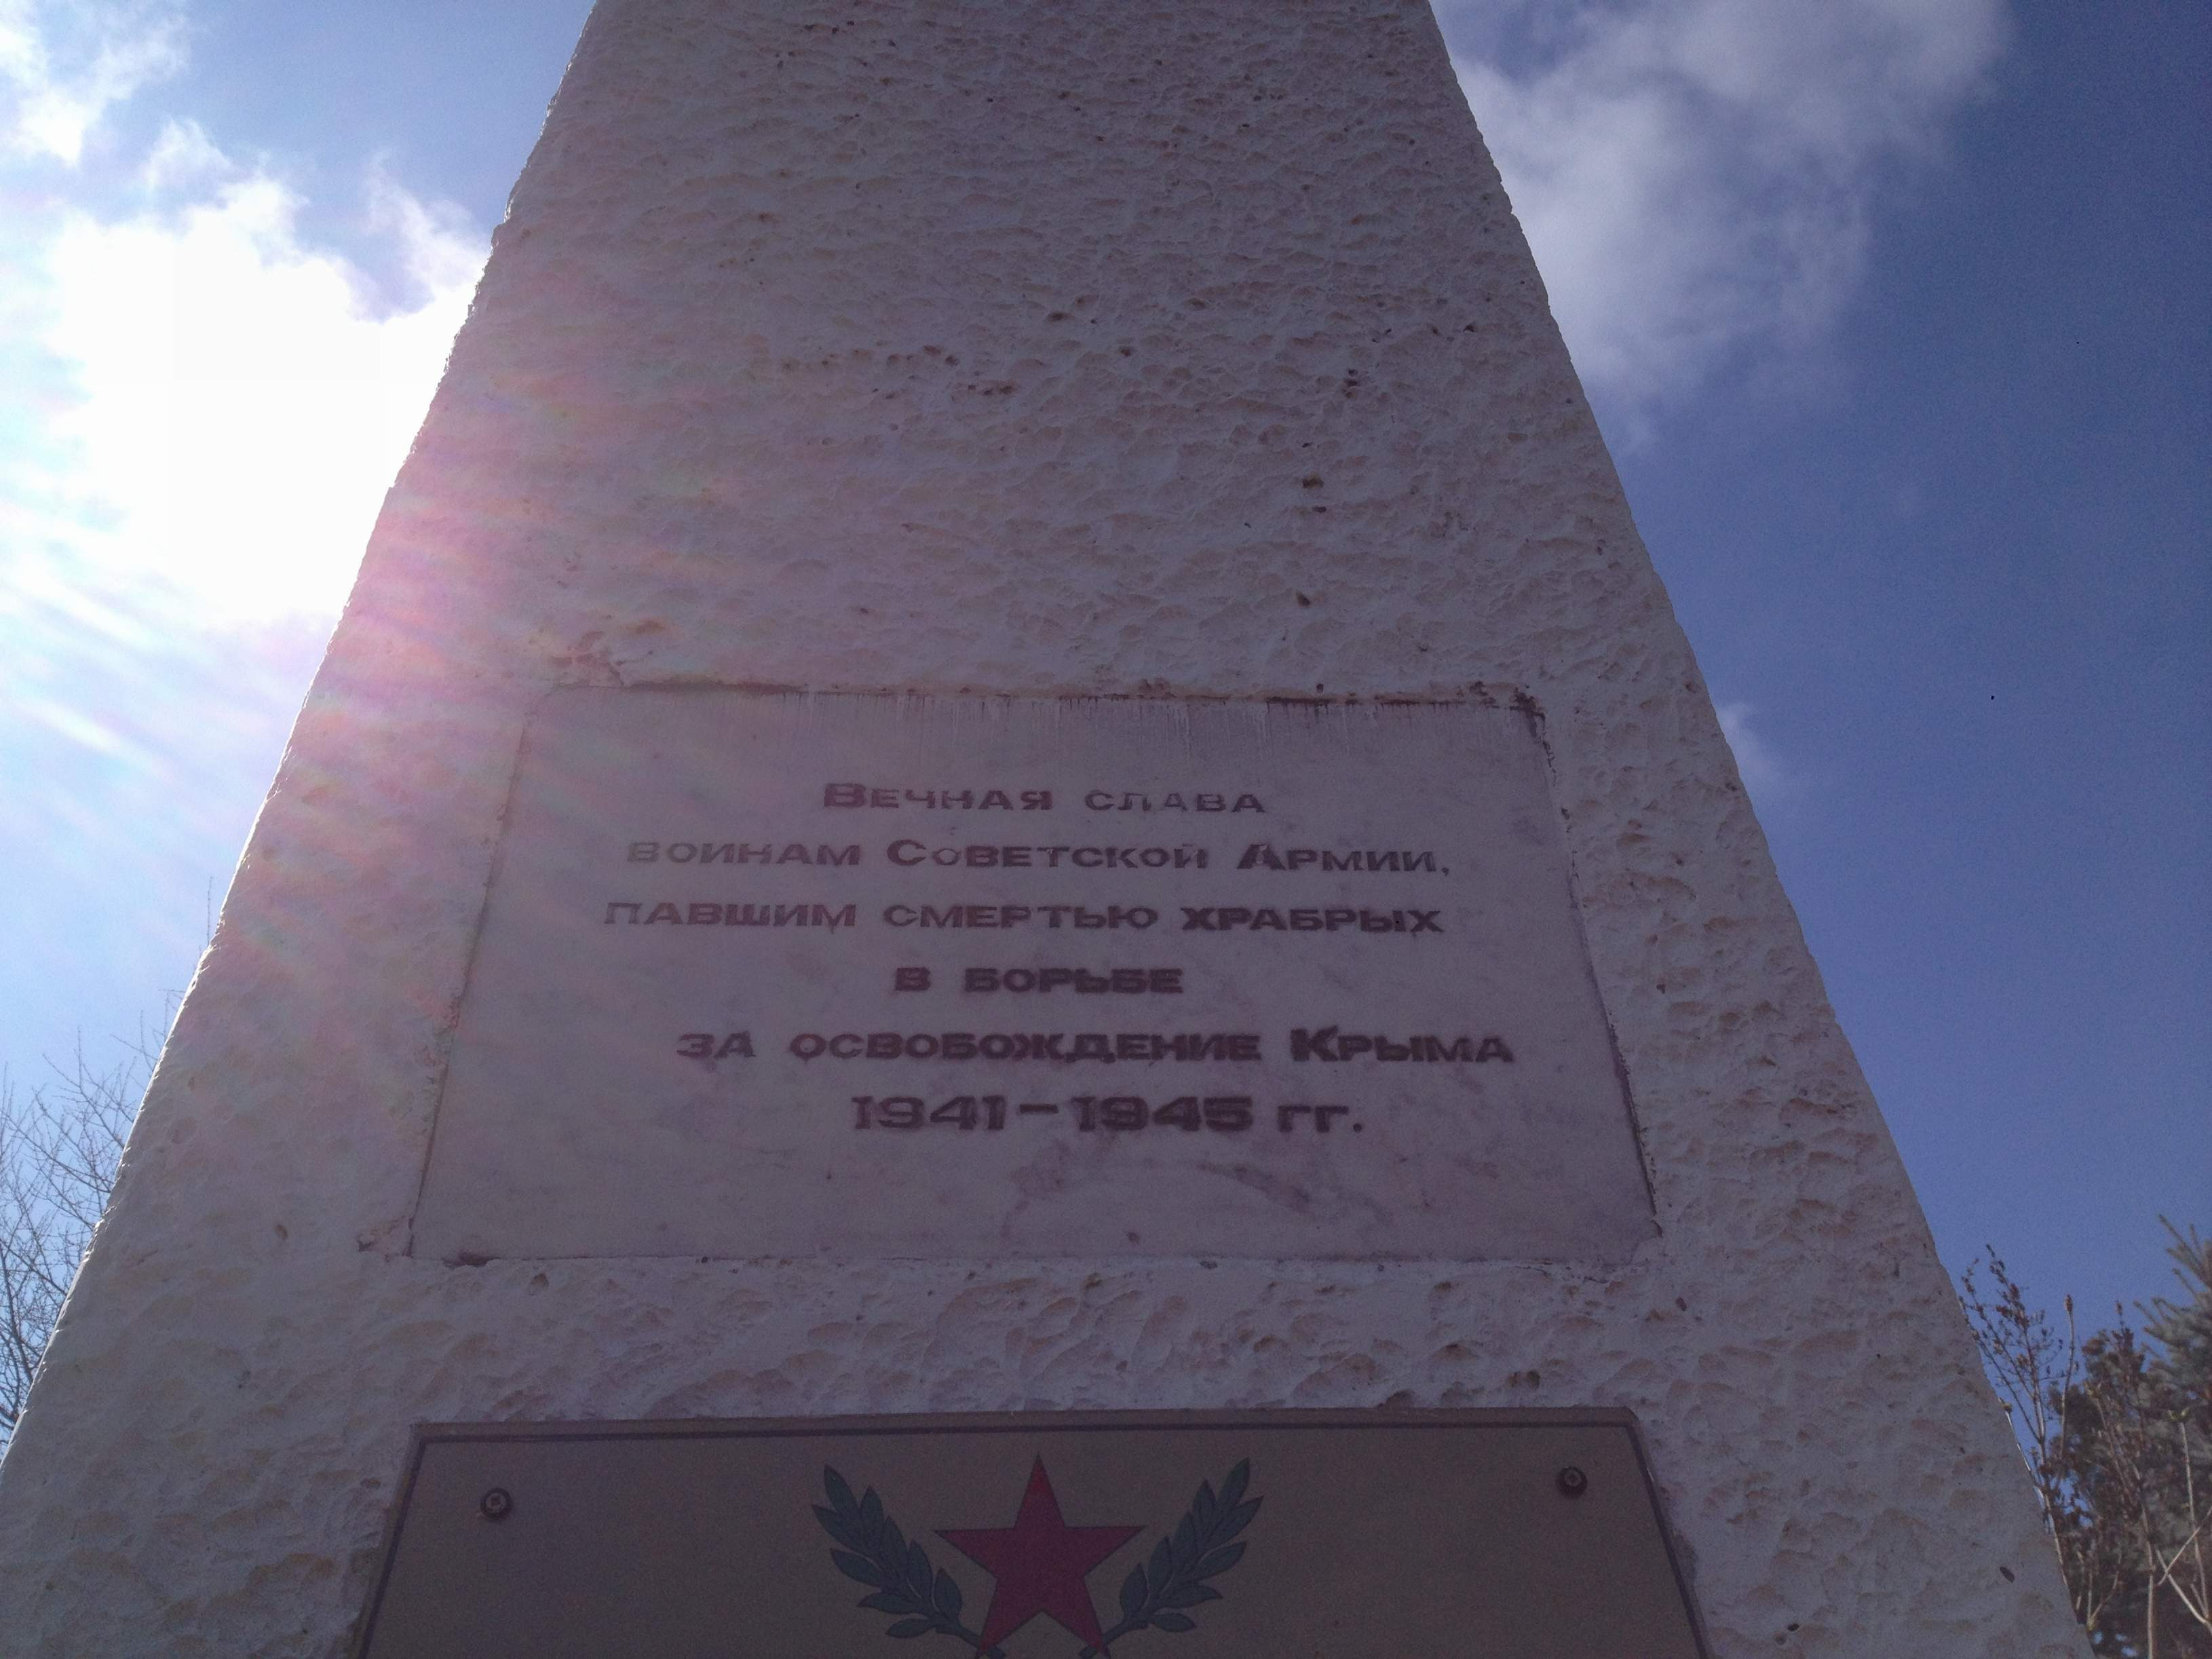 Вечная слава
воинам Советской Армии,
павшим смертью храбрых
в борьбе
за освобождение Крыма
1941-1945 гг.